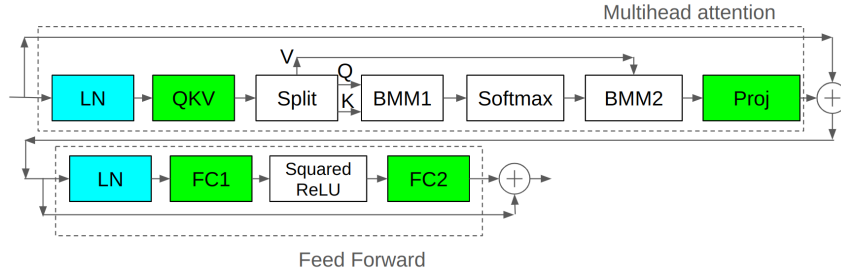 Multihead attention
V
Q
K
LN
QKV
Split
BMM1
Softmax
BMM2
Proj
LN
FC1
Squared
ReLU
FC2
Feed Forward